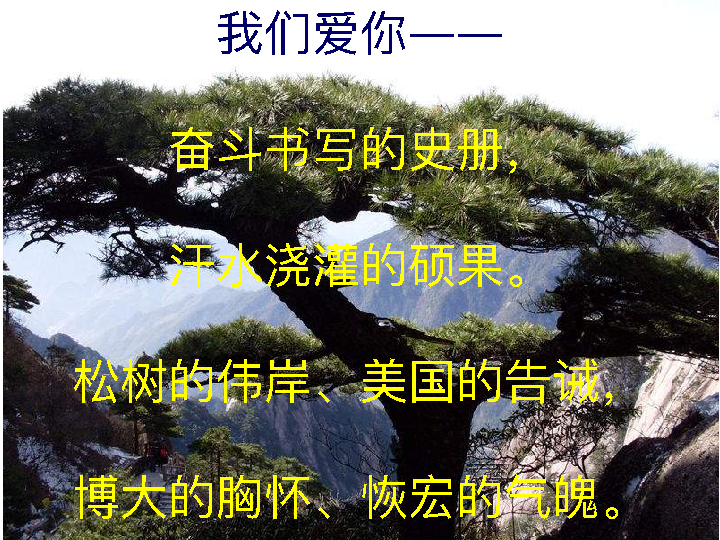 我们爱你——
奋斗书写的史册，
汗水浇灌的硕果。
松树的伟岸、美国的告诫，
博大的胸怀、恢宏的气魄。